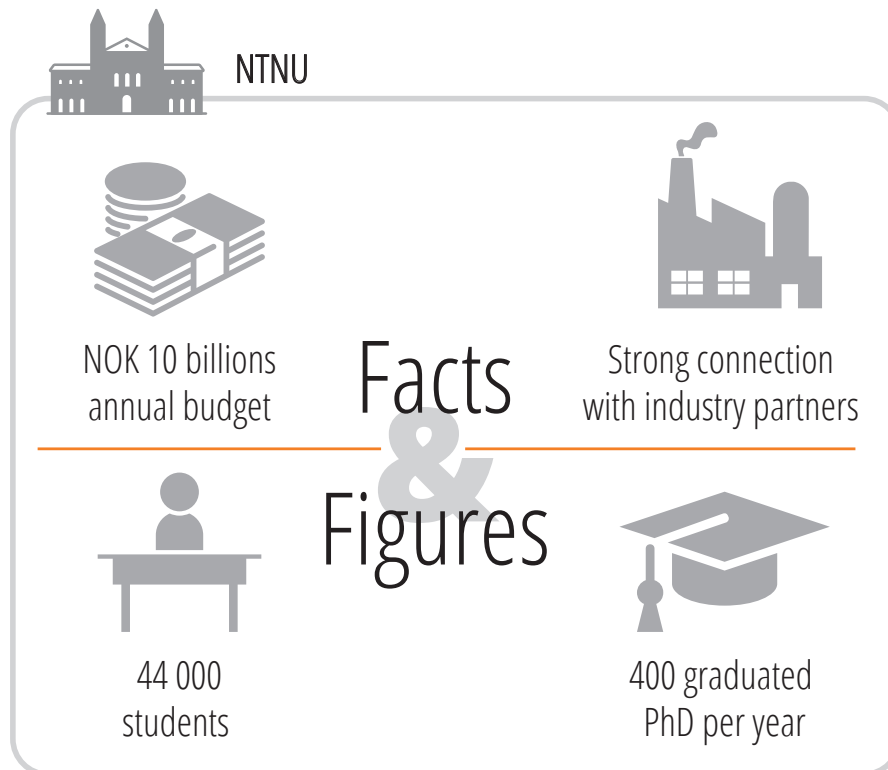 NTNU
NOK 10 billions
annual budget
Strong connection
with industry partners
Facts
&
Figures
44 000
students
400 graduated
PhD per year